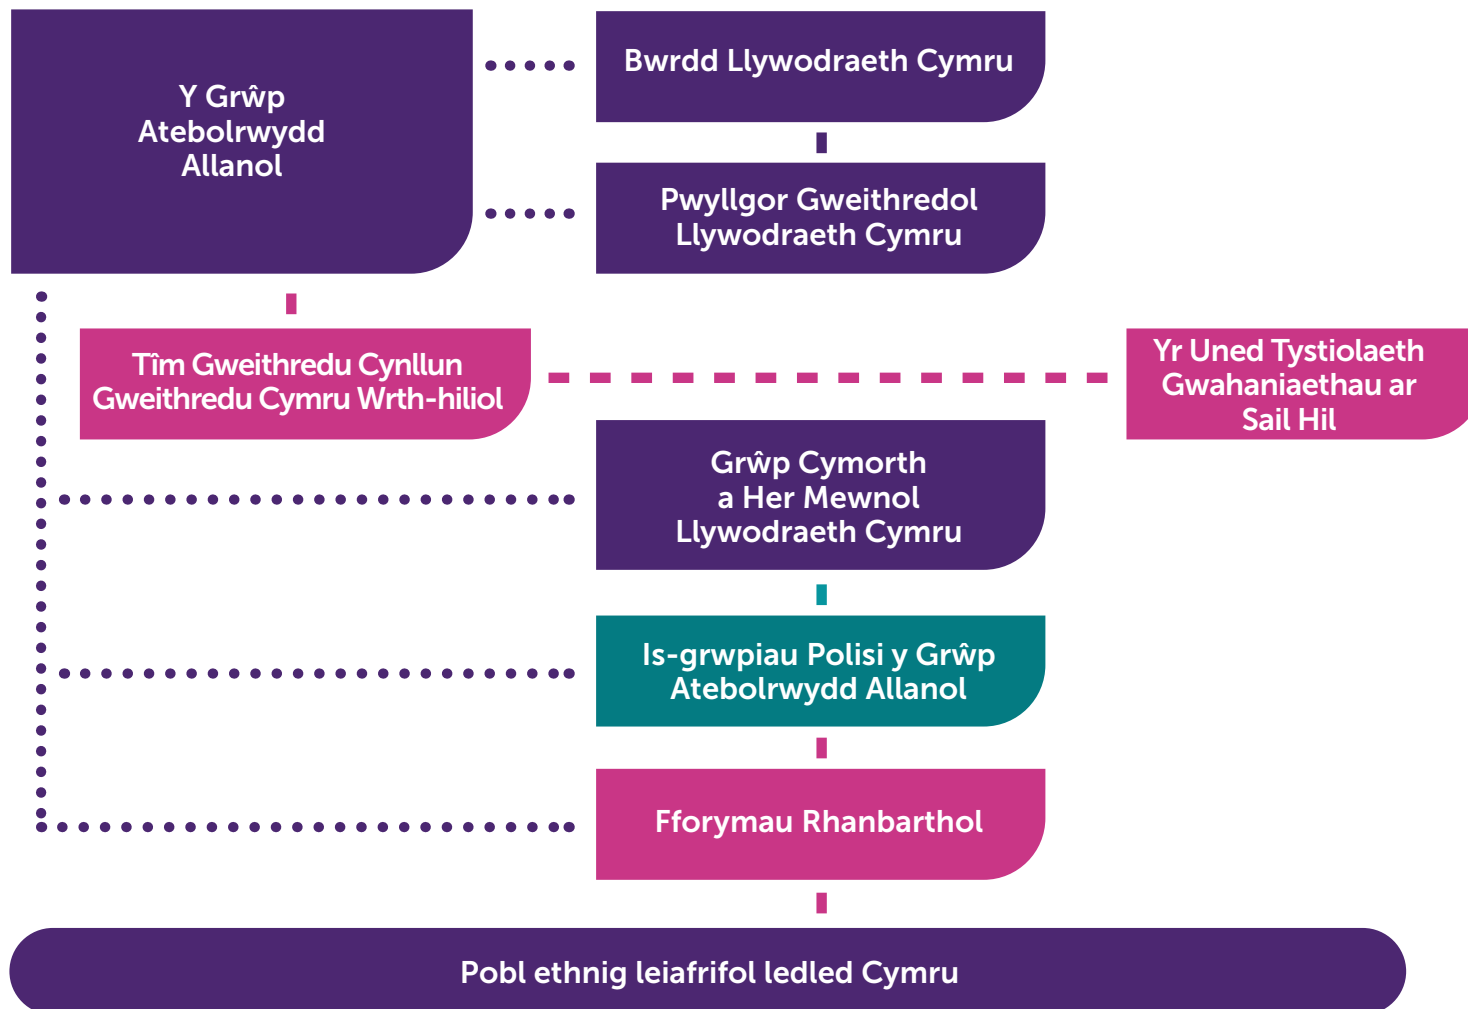 Y Grŵp
Atebolrwydd
Allanol
Bwrdd Llywodraeth Cymru
Pwyllgor Gweithredol
Llywodraeth Cymru
Tîm Gweithredu Cynllun
Gweithredu Cymru Wrth-hiliol
Yr Uned Tystiolaeth
Gwahaniaethau ar
Sail Hil
Grŵp Cymorth
a Her Mewnol
Llywodraeth Cymru
Is-grwpiau Polisi y Grŵp
Atebolrwydd Allanol
Fforymau Rhanbarthol
Pobl ethnig leiafrifol ledled Cymru